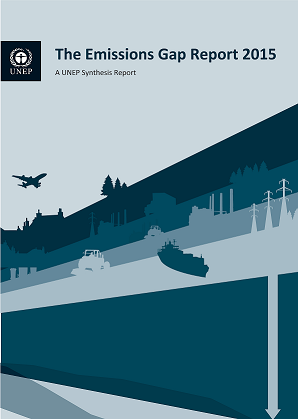 The Emissions Gap Report 2015
UNEP
A UNEP Synthesis Report